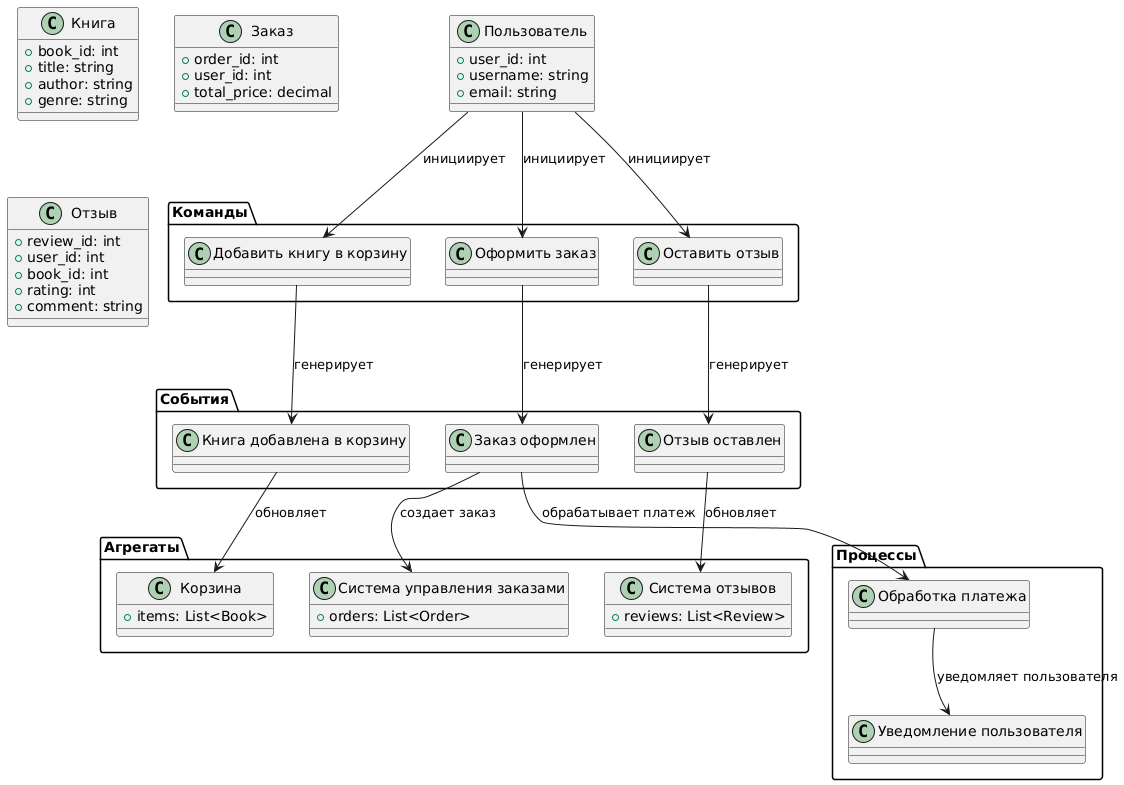 C Книга
book_id: int
title: string
author: string
genre: string
C Заказ
order_id: int
user_id: int
total_price: decimal
C Пользователь
user_id: int
username: string
email: string
инициирует
инициирует
инициирует
C Отзыв
review_id: int
user_id: int
book_id: int
rating: int
comment: string
Команды
C Добавить книгу в корзину
C Оформить заказ
C Оставить отзыв
генерирует
генерирует
генерирует
События
C Книга добавлена в корзину
C Заказ оформлен
C Отзыв оставлен
обновляет
создает заказ
обрабатывает платеж
обновляет
Агрегаты
C Корзина
items: List<Book>
C Система управления заказами
orders: List<Order>
C Система отзывов
reviews: List<Review>
Процессы
C Обработка платежа
уведомляет пользователя
C Уведомление пользователя